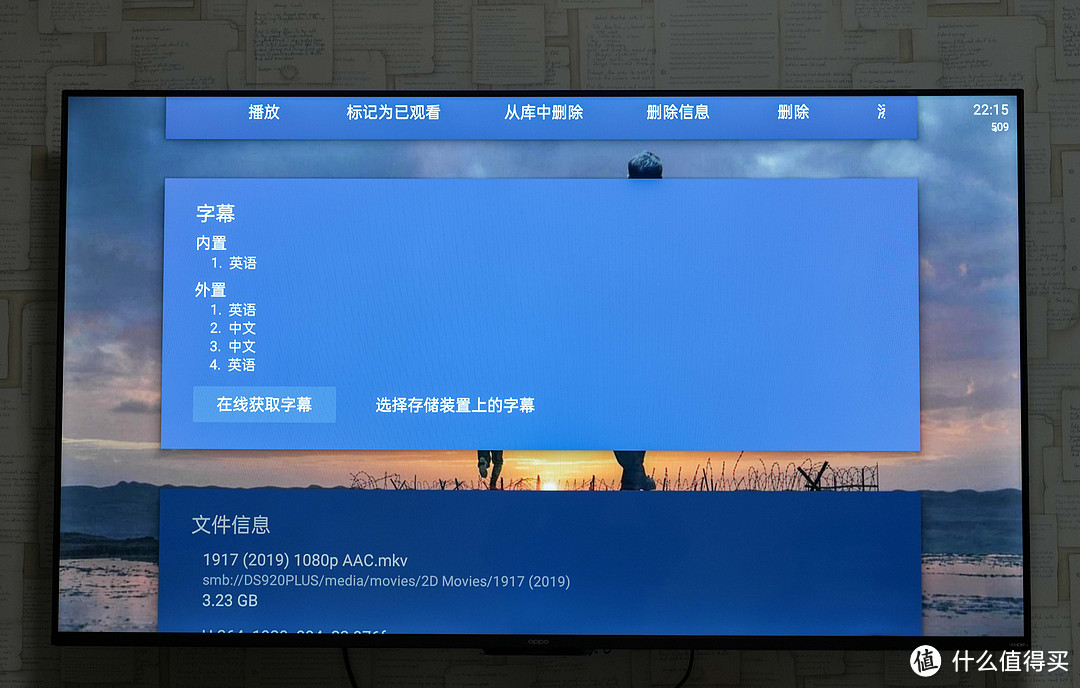 播放 标记为已观看 从库中删除 删除信息 删除
22:15
509
字幕
内置
1. 英语
外置
1. 英语
2. 中文
3. 中文
4. 英语
在线获取字幕 选择存储装置上的字幕
文件信息
1917 (2019) 1080p AAC.mkv
smb://DS920PLUS/media/movies/2D Movies/1917 (2019)
3.23 GB
oppo
值 什么值得买